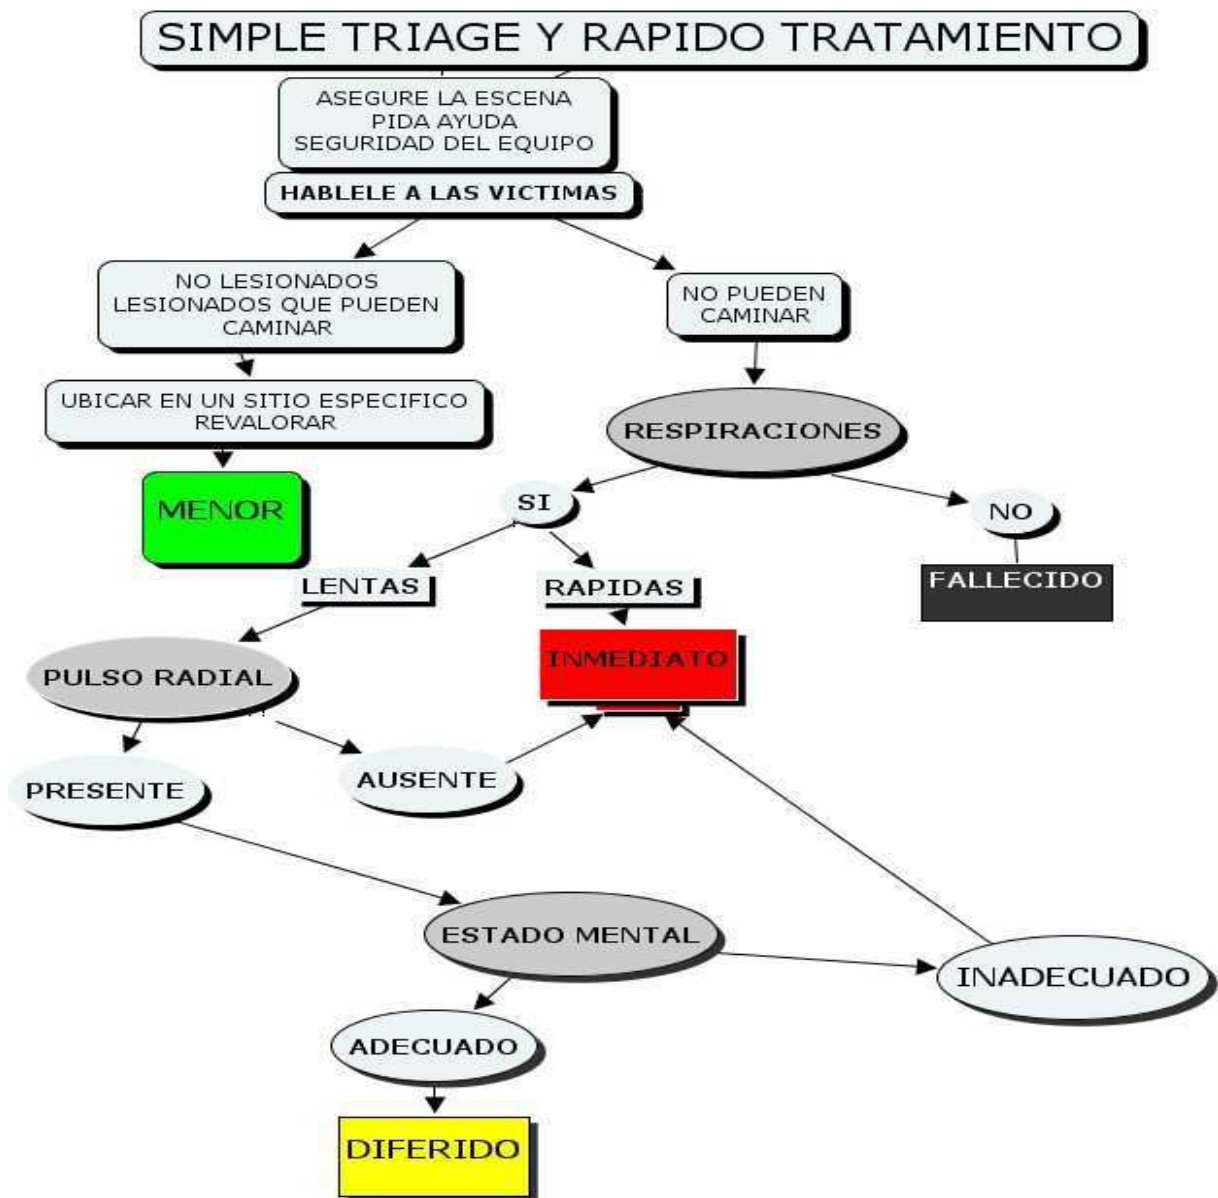 SIMPLE TRIAGE Y RAPIDO TRATAMIENTO
ASEGURE LA ESCENA
PIDA AYUDA
SEGURIDAD DEL EQUIPO
HABLELE A LAS VICTIMAS
NO LESIONADOS
LESIONADOS QUE PUEDEN
CAMINAR
NO PUEDEN
CAMINAR
UBICAR EN UN SITIO ESPECIFICO
REVALORAR
RESPIRACIONES
MENOR
SI
NO
LENTAS
RAPIDAS
FALLECIDO
PULSO RADIAL
INMEDIATO
PRESENTE
AUSENTE
ESTADO MENTAL
INADECUADO
ADECUADO
DIFERIDO